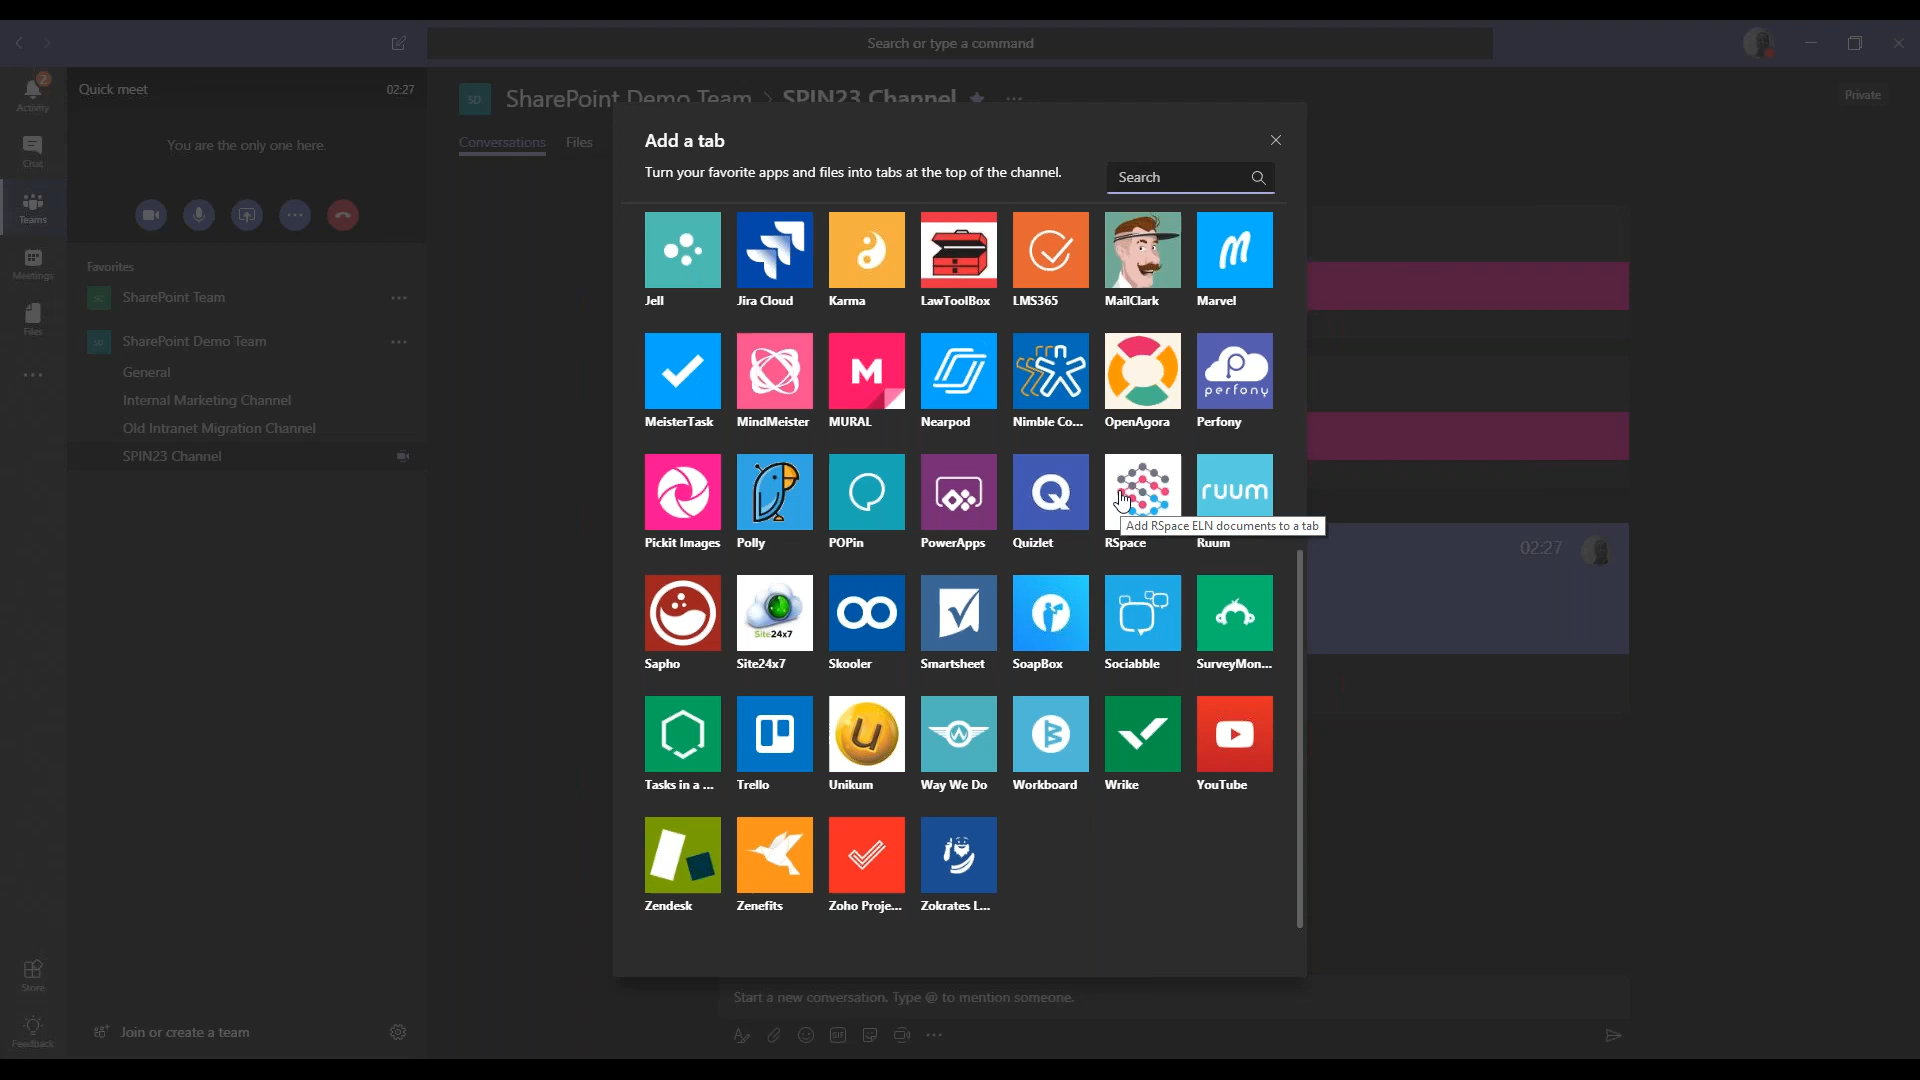 Search or type a command
2
Activity
Quick meet 02:27
SD SharePoint Demo Team > SPIN23 Channel ...
Private
You are the only one here.
Conversations Files
Chat
Teams
Meetings
Files
Favorites
SharePoint Team
SD SharePoint Demo Team
General
Internal Marketing Channel
Old Intranet Migration Channel
SPIN23 Channel
Add a tab
Turn your favorite apps and files into tabs at the top of the channel.
Search
Jell Jira Cloud Karma LawToolBox LMS365 MailClark Marvel
perfony
MeisterTask MindMeister MURAL Nearpod Nimble Co... OpenAgora Perfony
ruum
Add RSpace ELN documents to a tab
Pickit Images Polly POPin PowerApps Quizlet RSpace Ruum
02:27
Site24x7
Sapho Site24x7 Skooler Smartsheet SoapBox Sociabble SurveyMon...
Tasks in a ... Trello Unikum Way We Do Workboard Wrike YouTube
Zendesk Zenefits Zoho Proje... Zokrates L...
Store
Start a new conversation. Type @ to mention someone.
Feedback
Join or create a team
GIF